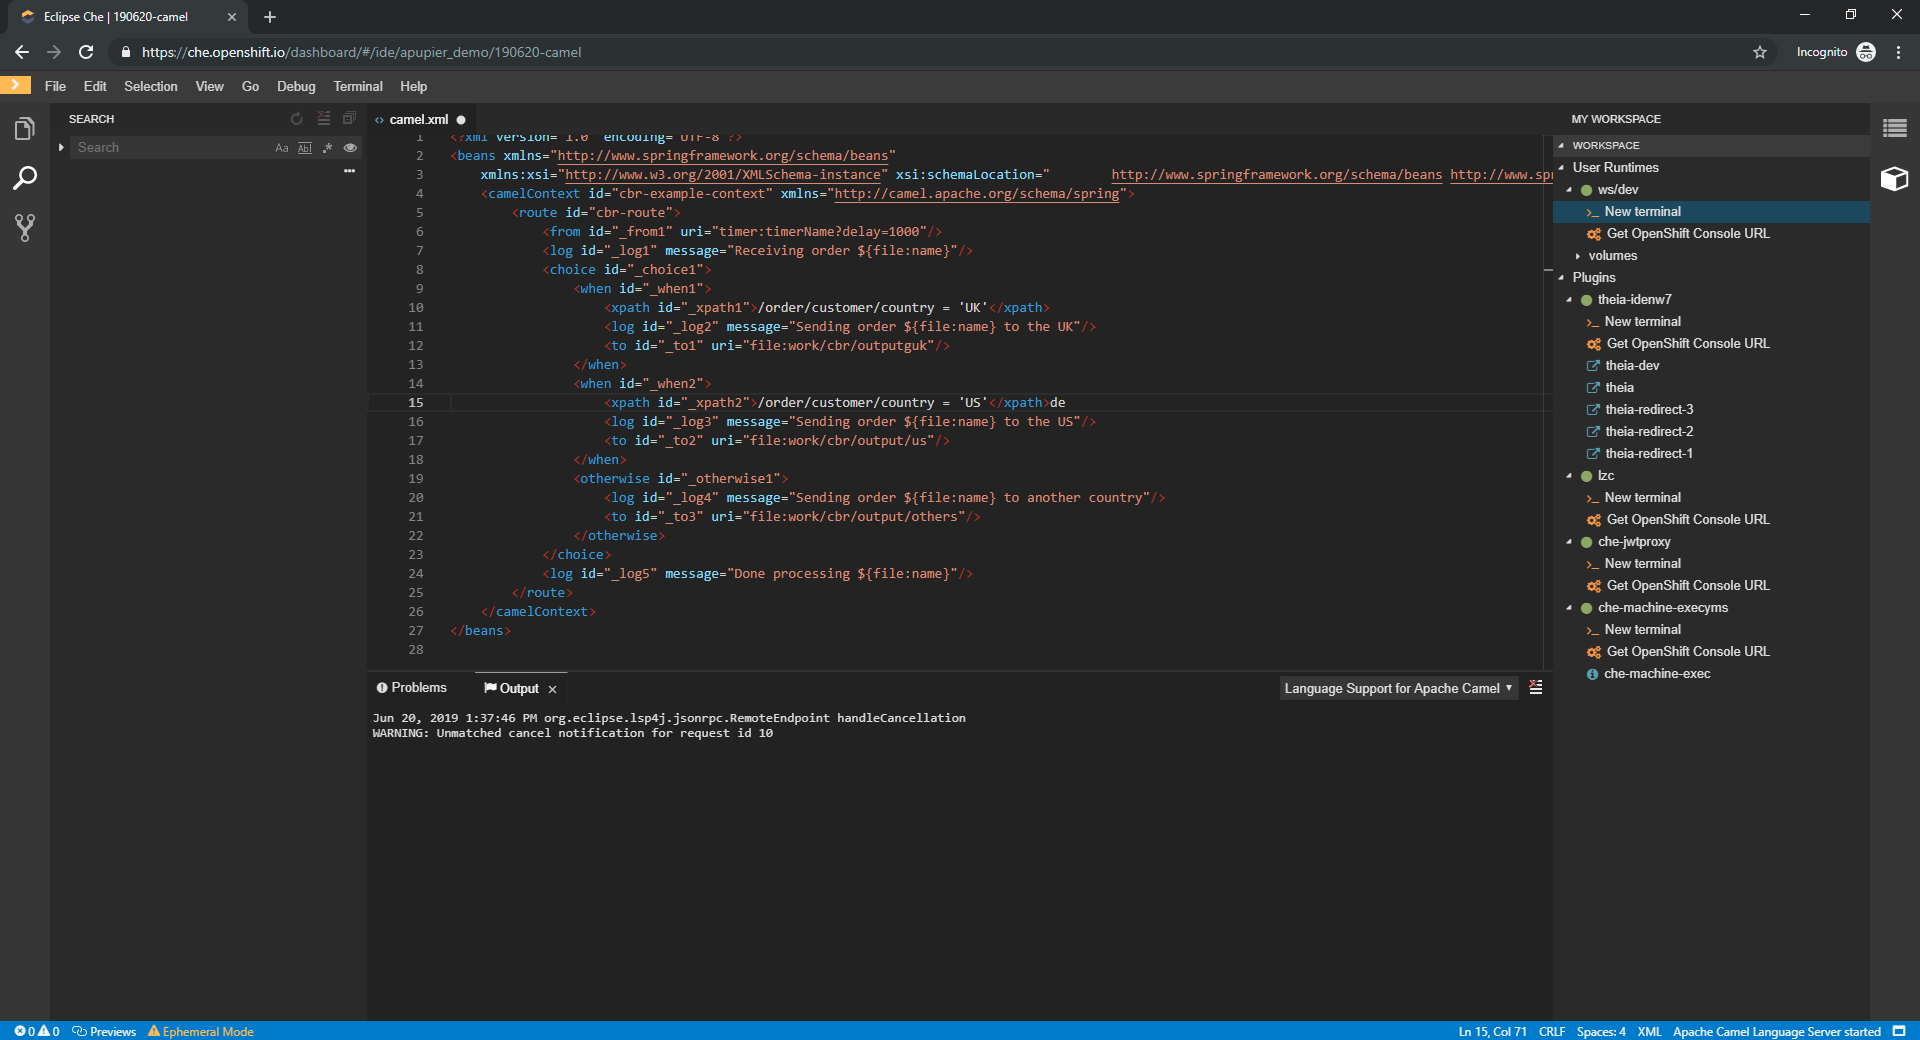 Eclipse Che | 190620-camel
https://che.openshift.io/dashboard/#/ide/apupier_demo/190620-camel
Incognito
File Edit Selection View Go Debug Terminal Help
SEARCH
Search
Aa Abl .*
camel.xml
1 <?xml version="1.0" encoding="UTF-8"?>
2 <beans xmlns="http://www.springframework.org/schema/beans"
3 xmlns:xsi="http://www.w3.org/2001/XMLSchema-instance" xsi:schemaLocation=" http://www.springframework.org/schema/beans http://www.spr
4 <camelContext id="cbr-example-context" xmlns="http://camel.apache.org/schema/spring">
5 <route id="cbr-route">
6 <from id="_from1" uri="timer:timerName?delay=1000"/>
7 <log id="_log1" message="Receiving order ${file:name}"/>
8 <choice id="_choice1">
9 <when id="_when1">
10 <xpath id="_xpath1">/order/customer/country = 'UK'</xpath>
11 <log id="_log2" message="Sending order ${file:name} to the UK"/>
12 <to id="_to1" uri="file:work/cbr/outputguk"/>
13 </when>
14 <when id="_when2">
15 <xpath id="_xpath2">/order/customer/country = 'US'</xpath>de
16 <log id="_log3" message="Sending order ${file:name} to the US"/>
17 <to id="_to2" uri="file:work/cbr/output/us"/>
18 </when>
19 <otherwise id="_otherwise1">
20 <log id="_log4" message="Sending order ${file:name} to another country"/>
21 <to id="_to3" uri="file:work/cbr/output/others"/>
22 </otherwise>
23 </choice>
24 <log id="_log5" message="Done processing ${file:name}"/>
25 </route>
26 </camelContext>
27 </beans>
28
Problems
Output
Language Support for Apache Camel
Jun 20, 2019 1:37:46 PM org.eclipse.lsp4j.jsonrpc.RemoteEndpoint handleCancellation
WARNING: Unmatched cancel notification for request id 10
MY WORKSPACE
WORKSPACE
User Runtimes
ws/dev
New terminal
Get OpenShift Console URL
volumes
Plugins
theia-idenw7
New terminal
Get OpenShift Console URL
theia-dev
theia
theia-redirect-3
theia-redirect-2
theia-redirect-1
lzc
New terminal
Get OpenShift Console URL
che-jwtproxy
New terminal
Get OpenShift Console URL
che-machine-execyms
New terminal
Get OpenShift Console URL
che-machine-exec
0 0 Previews Ephemeral Mode
Ln 15, Col 71 CRLF Spaces: 4 XML Apache Camel Language Server started